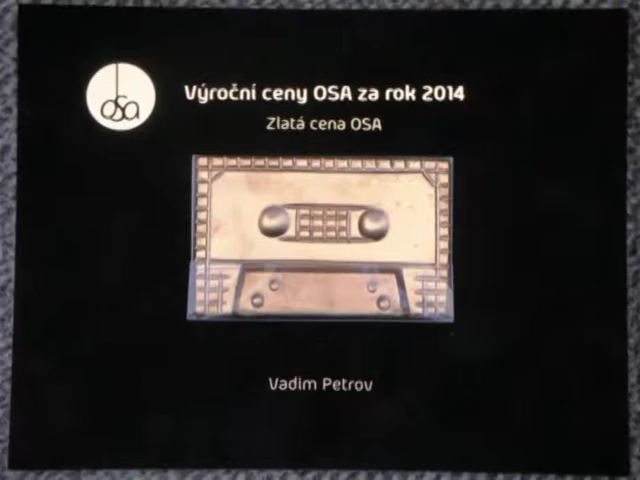 osa
Výroční ceny OSA za rok 2014
Zlatá cena OSA
Vadim Petrov